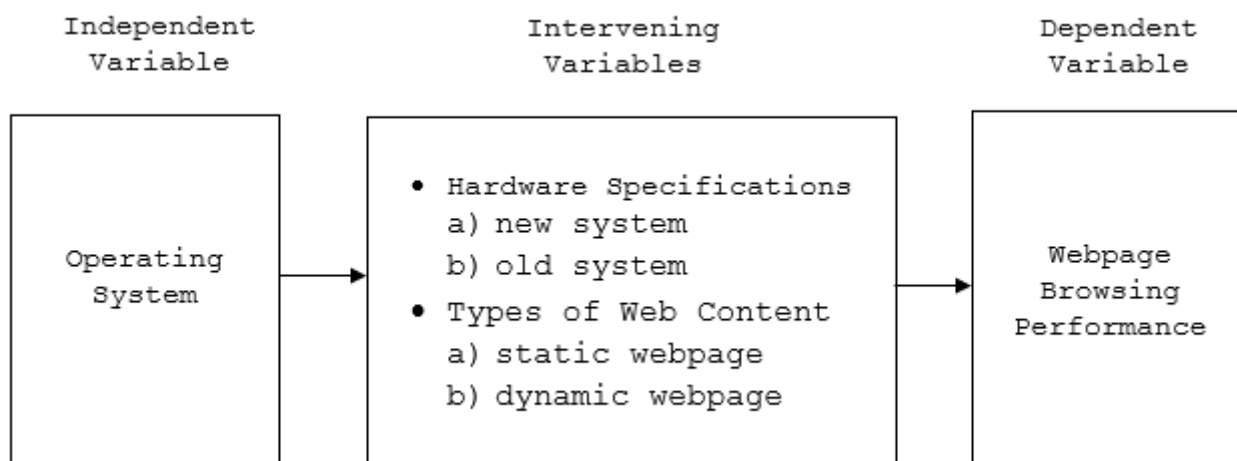 Independent
Variable
Intervening
Variables
Dependent
Variable
Operating
System
• Hardware Specifications
a) new system
b) old system
• Types of Web Content
a) static webpage
b) dynamic webpage
Webpage
Browsing
Performance